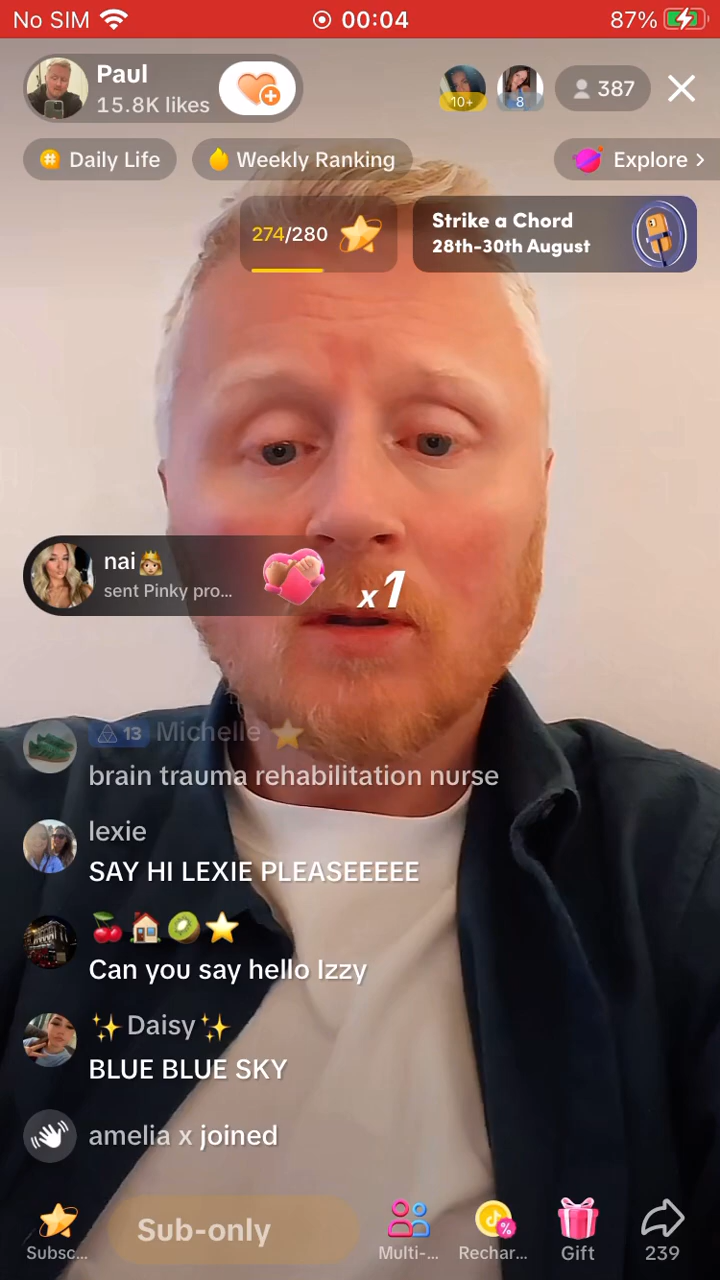 No SIM 00:04 87%
Paul
15.8K likes
10+ 8 387
Daily Life Weekly Ranking Explore >
274/280
Strike a Chord
28th-30th August
nai
sent Pinky pro... x1
13 Michelle
brain trauma rehabilitation nurse
lexie
SAY HI LEXIE PLEASEEEEE
Can you say hello Izzy
Daisy
BLUE BLUE SKY
amelia x joined
Sub-only
Subsc... Multi-... Rechar... Gift 239